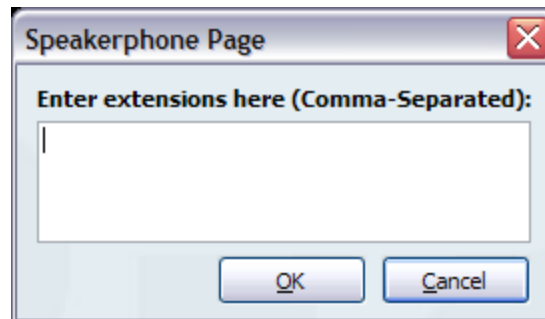 Speakerphone Page
Enter extensions here (Comma-Separated):
OK
Cancel